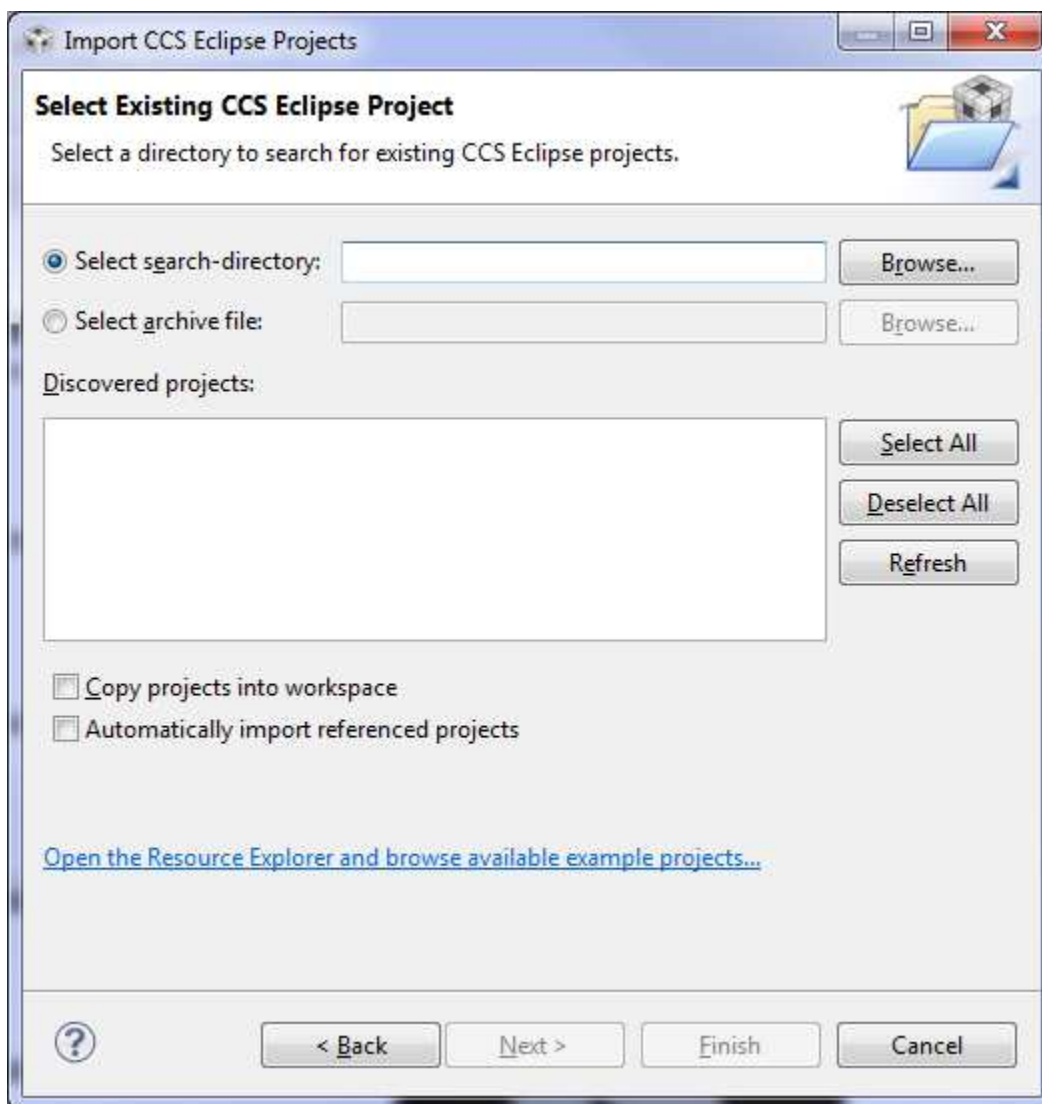 Import CCS Eclipse Projects
Select Existing CCS Eclipse Project
Select a directory to search for existing CCS Eclipse projects.
Select search-directory: Browse...
Select archive file: Browse...
Discovered projects:
Select All
Deselect All
Refresh
Copy projects into workspace
Automatically import referenced projects
Open the Resource Explorer and browse available example projects...
? < Back Next > Finish Cancel